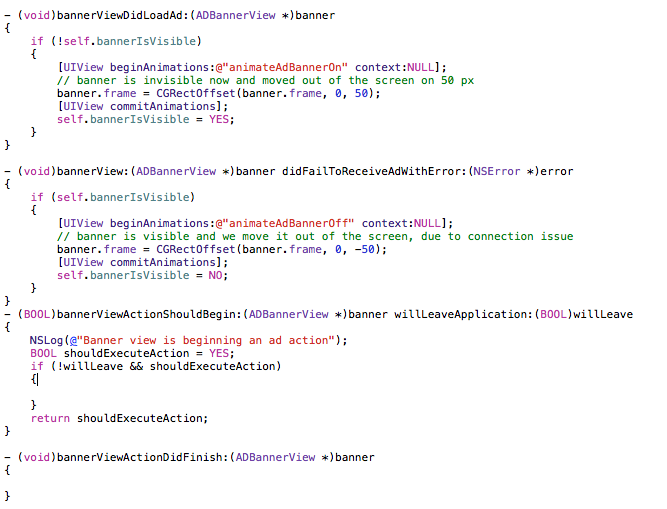 - (void)bannerViewDidLoadAd:(ADBannerView *)banner
{
    if (!self.bannerIsVisible)
    {
        [UIView beginAnimations:@"animateAdBannerOn" context:NULL];
        // banner is invisible now and moved out of the screen on 50 px
        banner.frame = CGRectOffset(banner.frame, 0, 50);
        [UIView commitAnimations];
        self.bannerIsVisible = YES;
    }
}

- (void)bannerView:(ADBannerView *)banner didFailToReceiveAdWithError:(NSError *)error
{
    if (self.bannerIsVisible)
    {
        [UIView beginAnimations:@"animateAdBannerOff" context:NULL];
        // banner is visible and we move it out of the screen, due to connection issue
        banner.frame = CGRectOffset(banner.frame, 0, -50);
        [UIView commitAnimations];
        self.bannerIsVisible = NO;
    }
}
- (BOOL)bannerViewActionShouldBegin:(ADBannerView *)banner willLeaveApplication:(BOOL)willLeave
{
    NSLog(@"Banner view is beginning an ad action");
    BOOL shouldExecuteAction = YES;
    if (!willLeave && shouldExecuteAction)
    {

    }
    return shouldExecuteAction;
}

- (void)bannerViewActionDidFinish:(ADBannerView *)banner
{

}